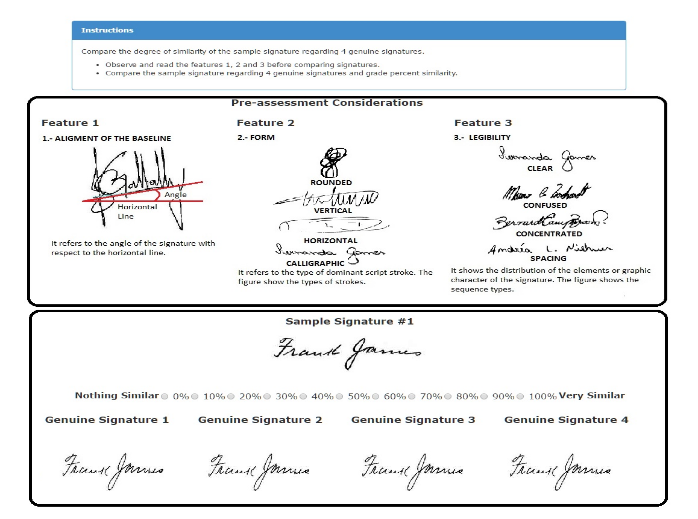 Instructions
Compare the degree of similarity of the sample signature regarding 4 genuine signatures.
• Observe and read the features 1, 2 and 3 before comparing signatures.
• Compare the sample signature regarding 4 genuine signatures and grade percent similarity.
Pre-assessment Considerations
Feature 1
1.- ALIGMENT OF THE BASELINE
Angle
Horizontal
Line
It refers to the angle of the signature with
respect to the horizontal line.
Feature 2
2.- FORM
ROUNDED
VERTICAL
HORIZONTAL
Fernanda Gomes
CALLIGRAPHIC
It refers to the type of dominant script stroke. The
figure show the types of strokes.
Feature 3
3.- LEGIBILITY
Fernanda Gomes
CLEAR
CONFUSED
CONCENTRATED
Andréa L. Niehues
SPACING
It shows the distribution of the elements or graphic
character of the signature. The figure shows the
sequence types.
Sample Signature #1
Frank James
Nothing Similar 0% 10% 20% 30% 40% 50% 60% 70% 80% 90% 100% Very Similar
Genuine Signature 1 Genuine Signature 2 Genuine Signature 3 Genuine Signature 4
Frank James Frank James Frank James Frank James